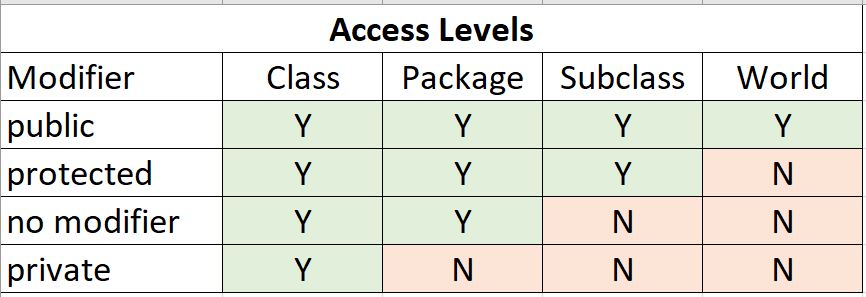 Access Levels
Modifier Class Package Subclass World
public Y Y Y Y
protected Y Y Y N
no modifier Y Y N N
private Y N N N